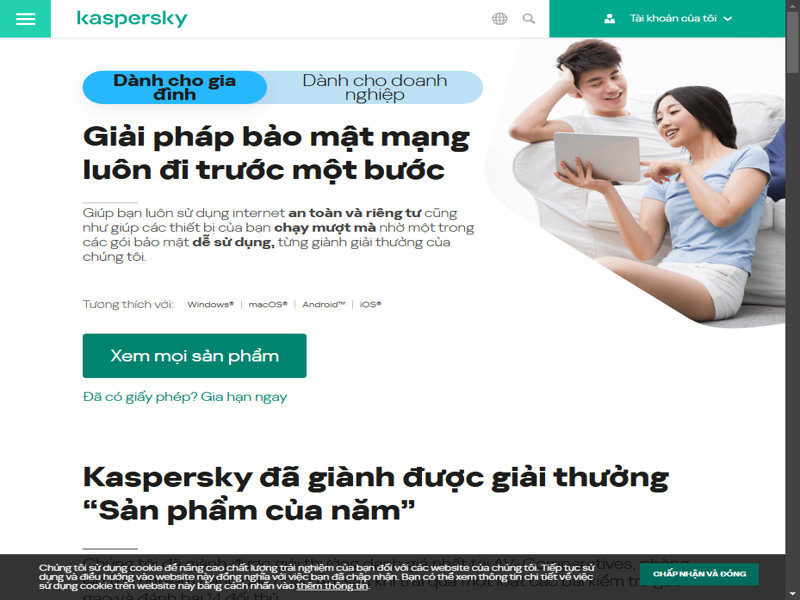 kaspersky
Tài khoản của tôi
Dành cho gia
đình
Dành cho doanh
nghiệp
Giải pháp bảo mật mạng
luôn đi trước một bước
Giúp bạn luôn sử dụng internet an toàn và riêng tư cũng
như giúp các thiết bị của bạn chạy mượt mà nhờ một trong
các gói bảo mật dễ sử dụng, từng giành giải thưởng của
chúng tôi.
Tương thích với: Windows® | macOS® | Android™ | iOS®
Xem mọi sản phẩm
Đã có giấy phép? Gia hạn ngay
Kaspersky đã giành được giải thưởng
“Sản phẩm của năm”
Chúng tôi sử dụng cookie để nâng cao chất lượng trải nghiệm của bạn đối với các website của chúng tôi. Tiếp tục sử
dụng và điều hướng vào website này đồng nghĩa với việc bạn đã chấp nhận. Bạn có thể xem thông tin chi tiết về việc
sử dụng cookie trên website này bằng cách nhấn vào thêm thông tin.
CHẤP NHẬN VÀ ĐÓNG